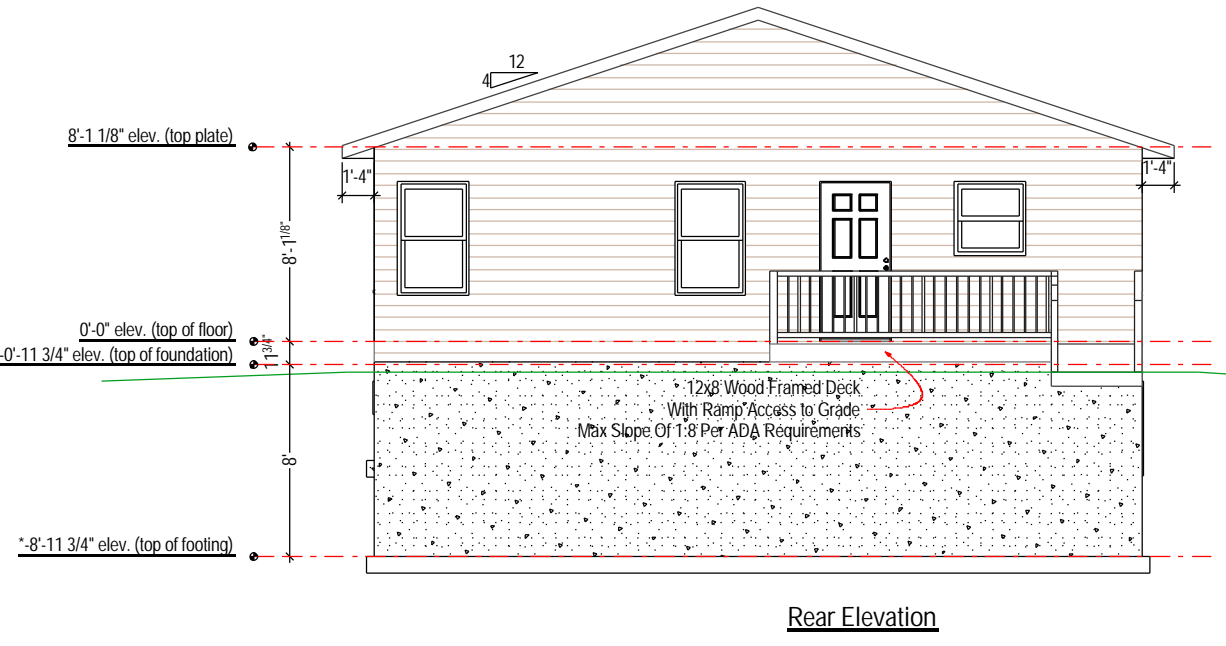 12
4
8'-1 1/8" elev. (top plate)
1'-4"
1'-4"
8'-1 1/8"
0'-0" elev. (top of floor)
1 3/4"
-0'-11 3/4" elev. (top of foundation)
12x8 Wood Framed Deck
With Ramp Access to Grade
Max Slope Of 1:8 Per ADA Requirements
8'
*-8'-11 3/4" elev. (top of footing)
Rear Elevation